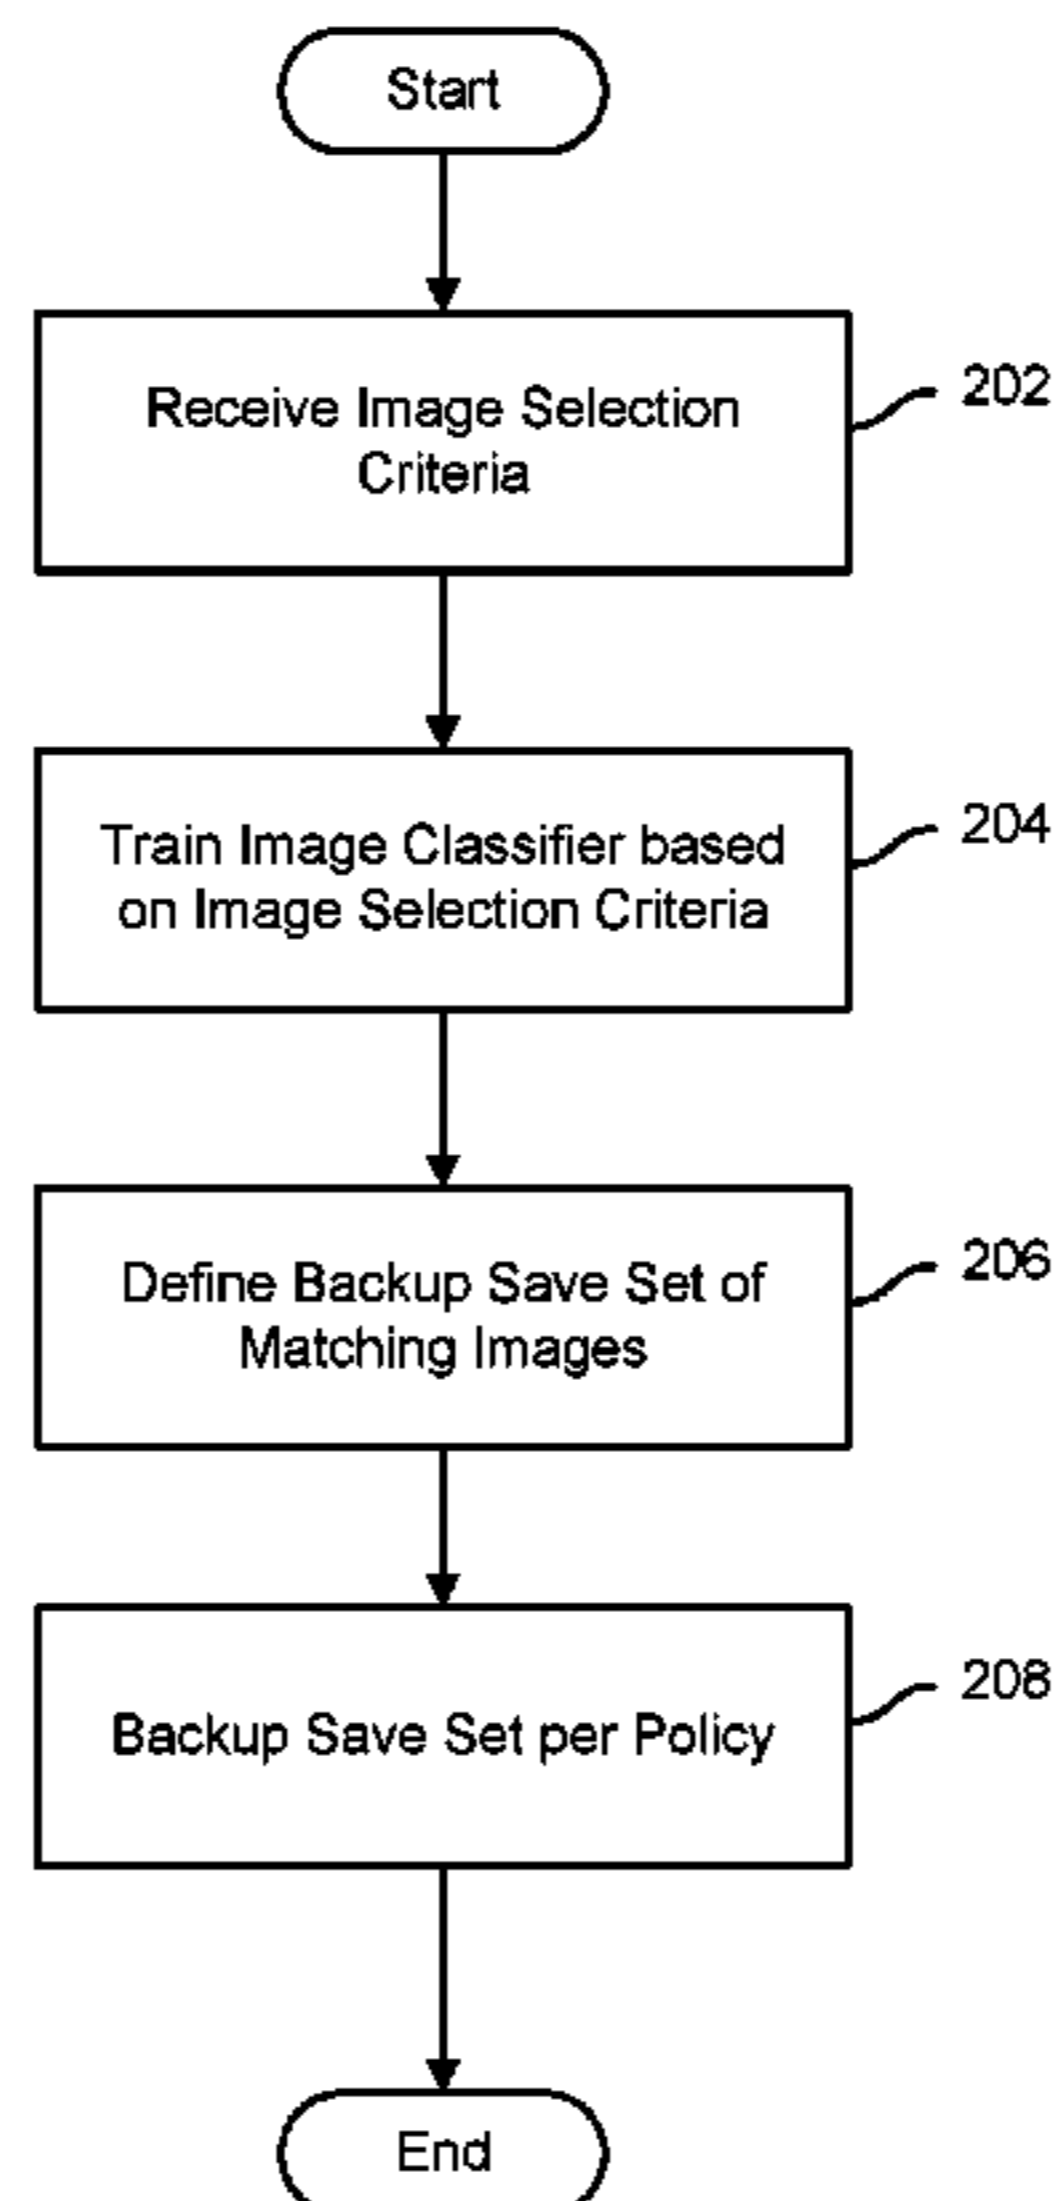 Start
Receive Image Selection
Criteria
202
Train Image Classifier based
on Image Selection Criteria
204
Define Backup Save Set of
Matching Images
206
Backup Save Set per Policy
208
End